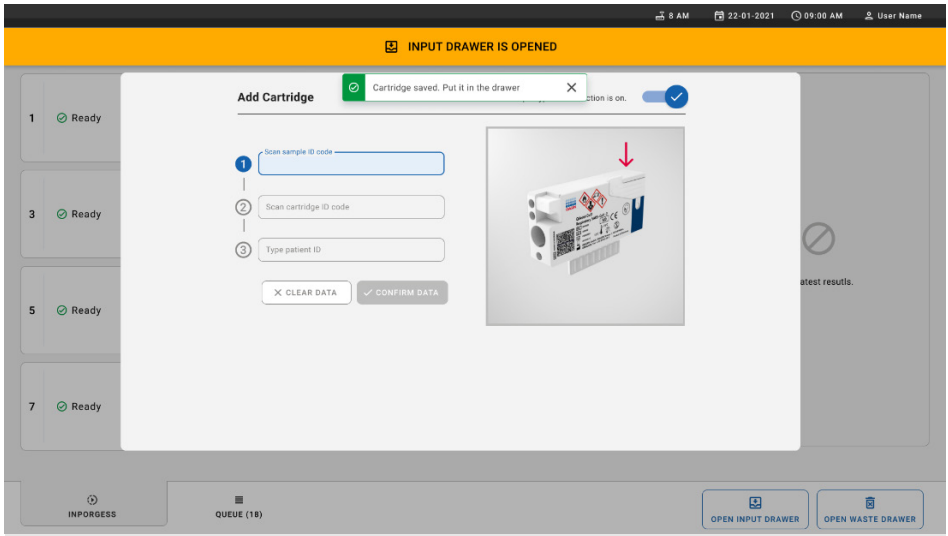 8 AM
22-01-2021
09:00 AM
User Name
INPUT DRAWER IS OPENED
Add Cartridge
Cartridge saved. Put it in the drawer
ction is on.
1
Ready
3
Ready
5
Ready
7
Ready
1
Scan sample ID code
2
Scan cartridge ID code
3
Type patient ID
CLEAR DATA
CONFIRM DATA
CE
atest resutls.
INPORGESS
QUEUE (18)
OPEN INPUT DRAWER
OPEN WASTE DRAWER